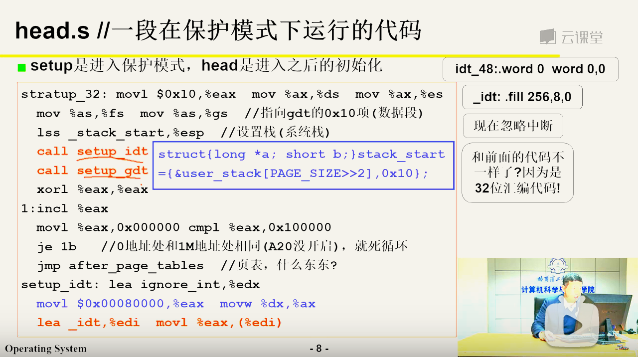 head.s //一段在保护模式下运行的代码
云课堂
setup是进入保护模式，head是进入之后的初始化
idt_48:.word 0 word 0,0
stratup_32: movl $0x10,%eax mov %ax,%ds mov %ax,%es
mov %as,%fs mov %as,%gs //指向gdt的0x10项(数据段)
lss _stack_start,%esp //设置栈(系统栈)
call setup_idt
call setup_gdt
xorl %eax,%eax
struct{long *a; short b;}stack_start
={&user_stack[PAGE_SIZE>>2],0x10};
1:incl %eax
movl %eax,0x000000 cmpl %eax,0x100000
je 1b //0地址处和1M地址处相同(A20没开启)，就死循环
jmp after_page_tables //页表，什么东东?
setup_idt: lea ignore_int,%edx
movl $0x00080000,%eax movw %dx,%ax
lea _idt,%edi movl %eax,(%edi)
_idt: .fill 256,8,0
现在忽略中断
和前面的代码不
一样了?因为是
32位汇编代码!
计算机科学
学院
Operating System
- 8 -